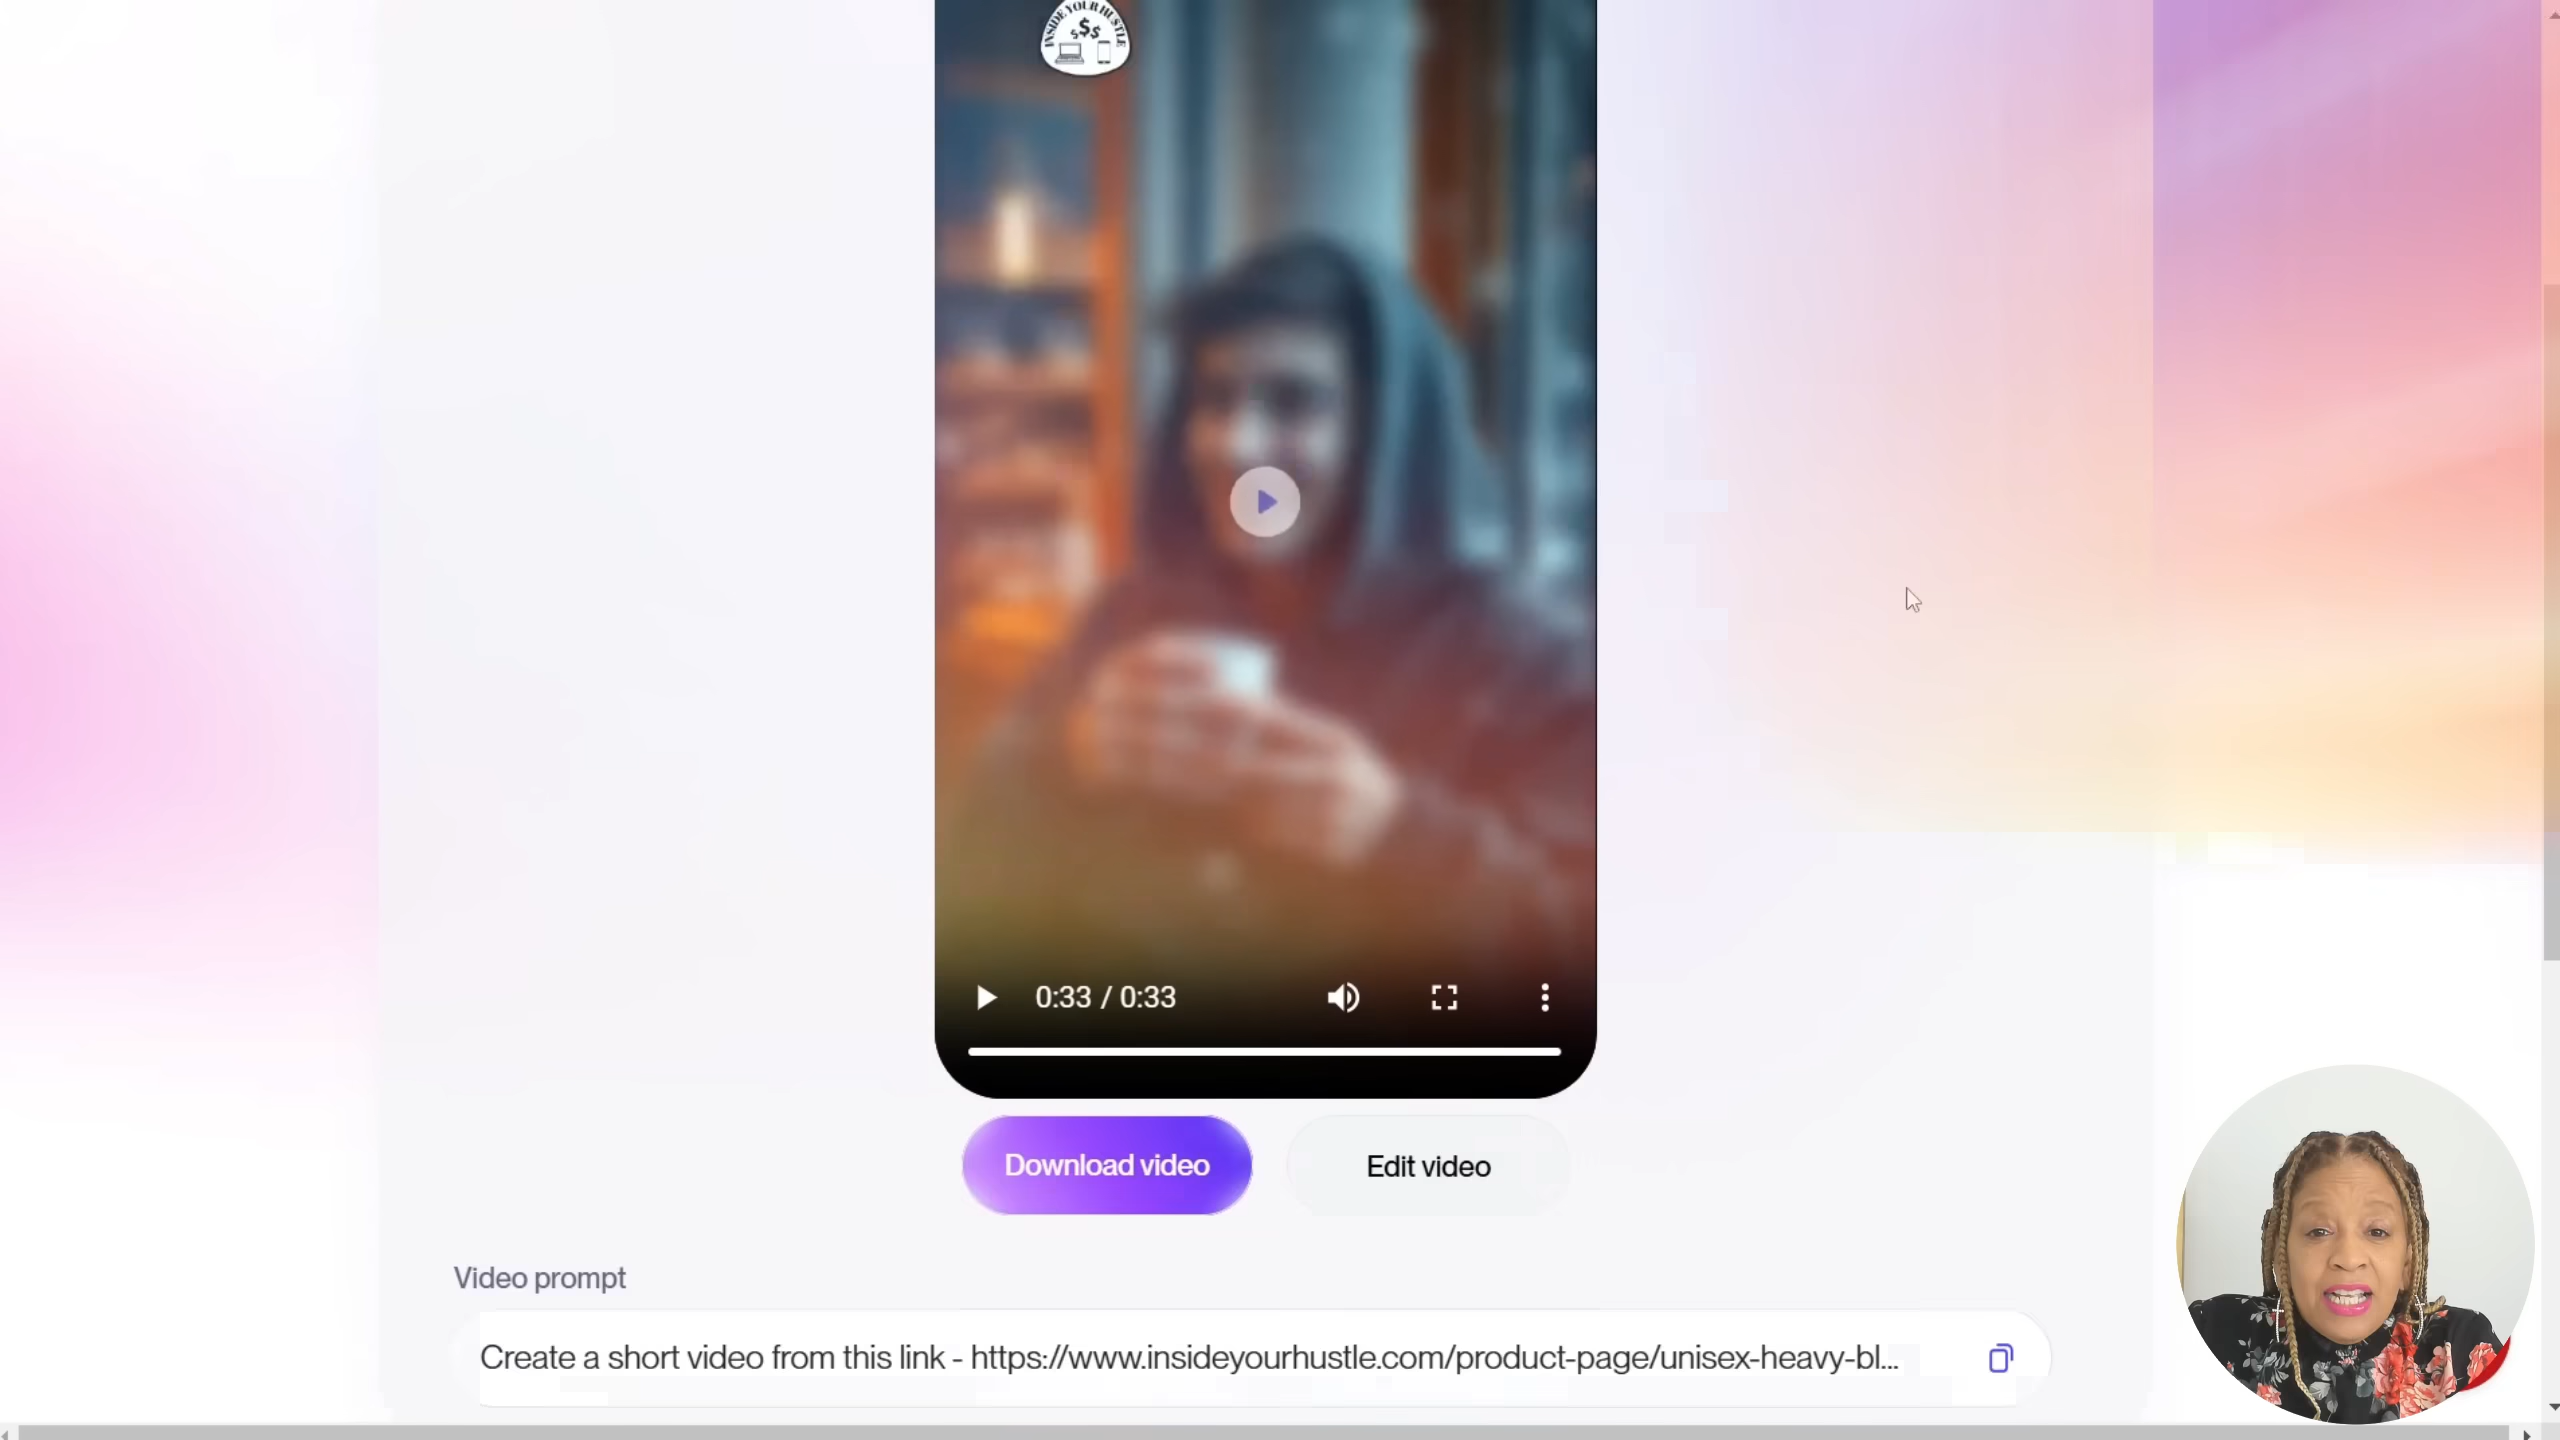 INSIDE YOUR HUSTLE
$$$
0:33 / 0:33
Download video
Edit video
Video prompt
Create a short video from this link - https://www.insideyourhustle.com/product-page/unisex-heavy-bl...